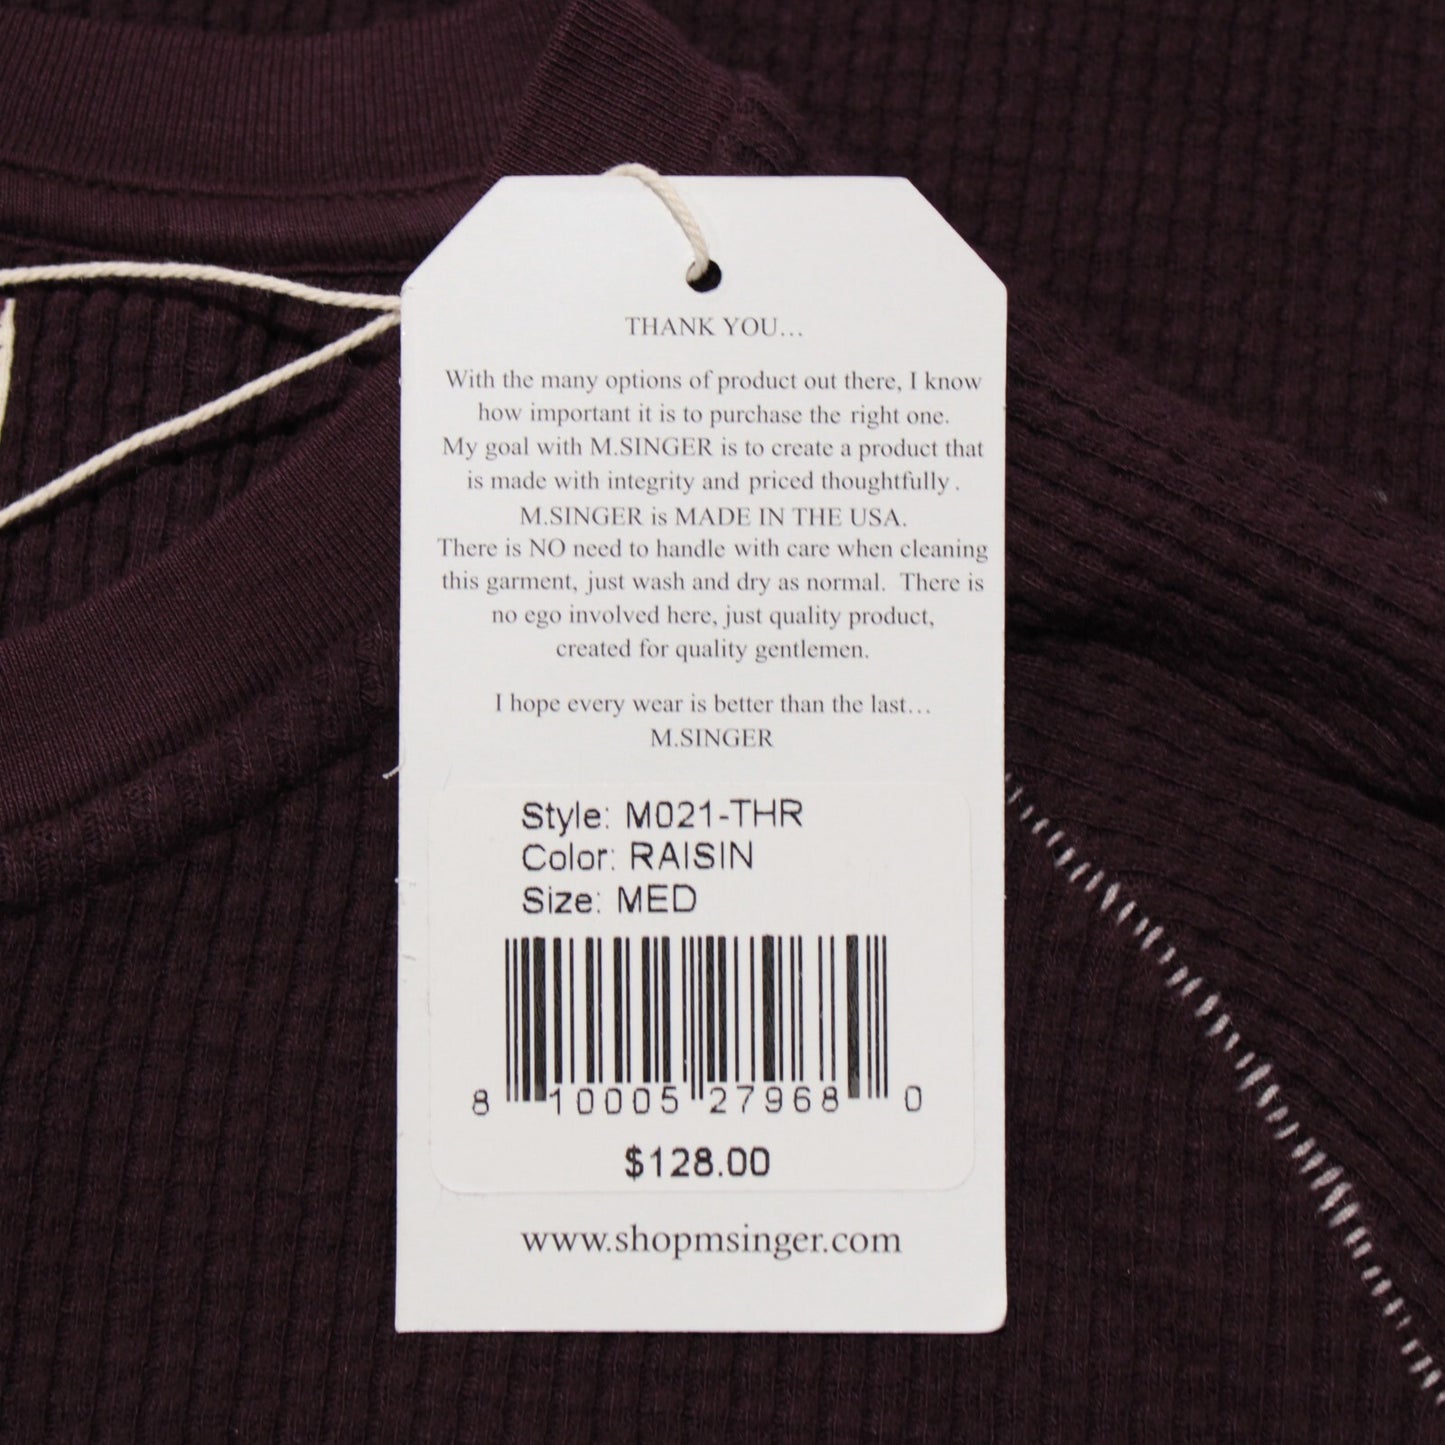 THANK YOU...
With the many options of product out there, I know
how important it is to purchase the right one.
My goal with M.SINGER is to create a product that
is made with integrity and priced thoughtfully.
M.SINGER is MADE IN THE USA.
There is NO need to handle with care when cleaning
this garment, just wash and dry as normal. There is
no ego involved here, just quality product,
created for quality gentlemen.
I hope every wear is better than the last...
M.SINGER
Style: M021-THR
Color: RAISIN
Size: MED
8 10005 27968 0
$128.00
www.shopmsinger.com